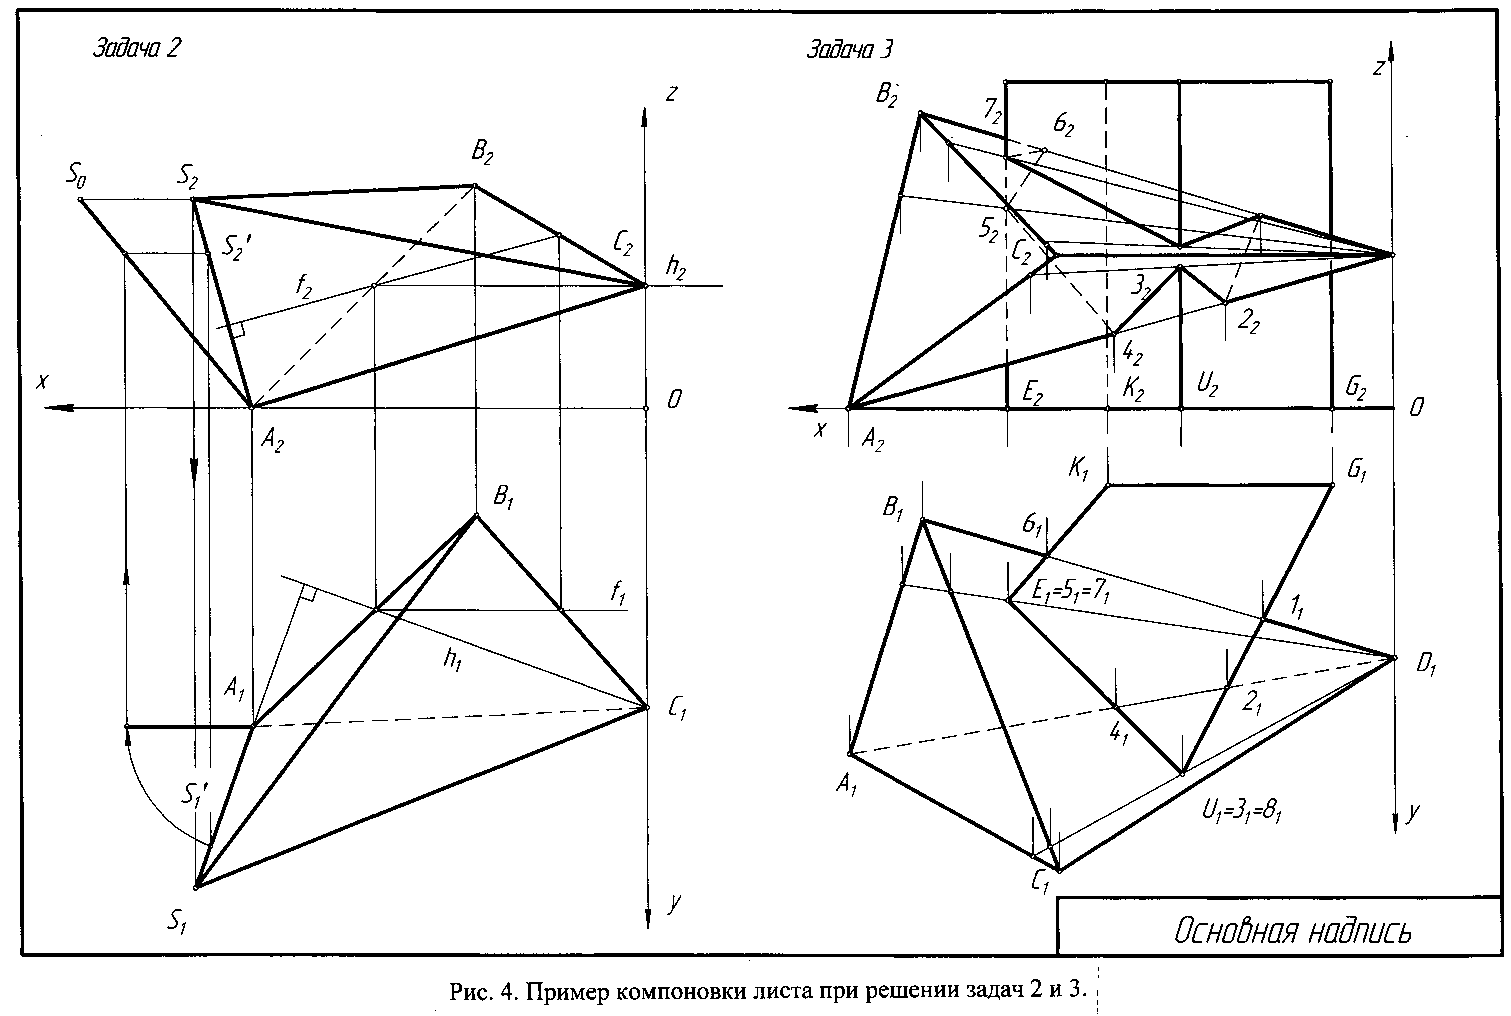 Задача 2
z
S₀
S₂
B₂
S₂'
C₂
f₂
h₂
x
O
A₂
B₁
f₁
h₁
A₁
C₁
S₁'
S₁
y
Задача 3
z
B₂
7₂
6₂
5₂
C₂
3₂
2₂
4₂
x
A₂
E₂
K₂
U₂
G₂
O
K₁
G₁
B₁
6₁
E₁=5₁=7₁
1₁
D₁
2₁
4₁
A₁
U₁=3₁=8₁
y
C₁
Основная надпись
Рис. 4. Пример компоновки листа при решении задач 2 и 3.